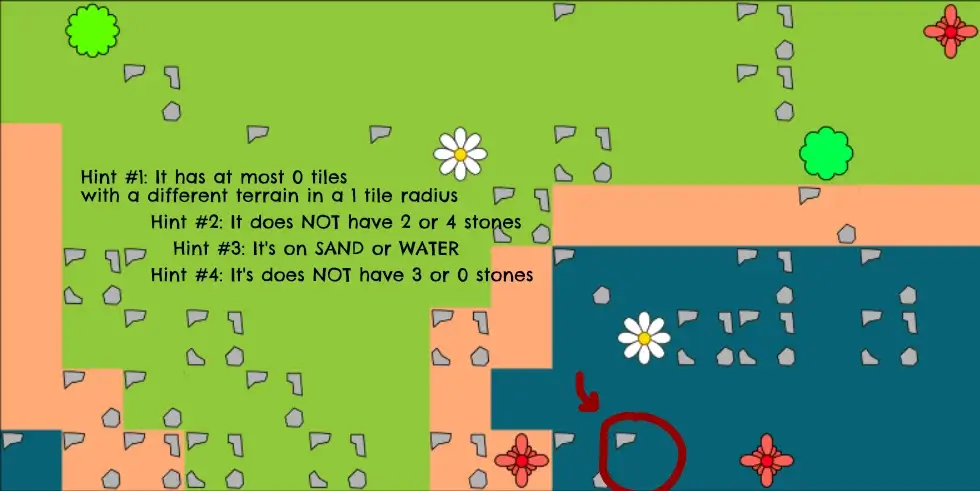 Hint #1: It has at most 0 tiles
with a different terrain in a 1 tile radius
Hint #2: It does NOT have 2 or 4 stones
Hint #3: It's on SAND or WATER
Hint #4: It's does NOT have 3 or 0 stones